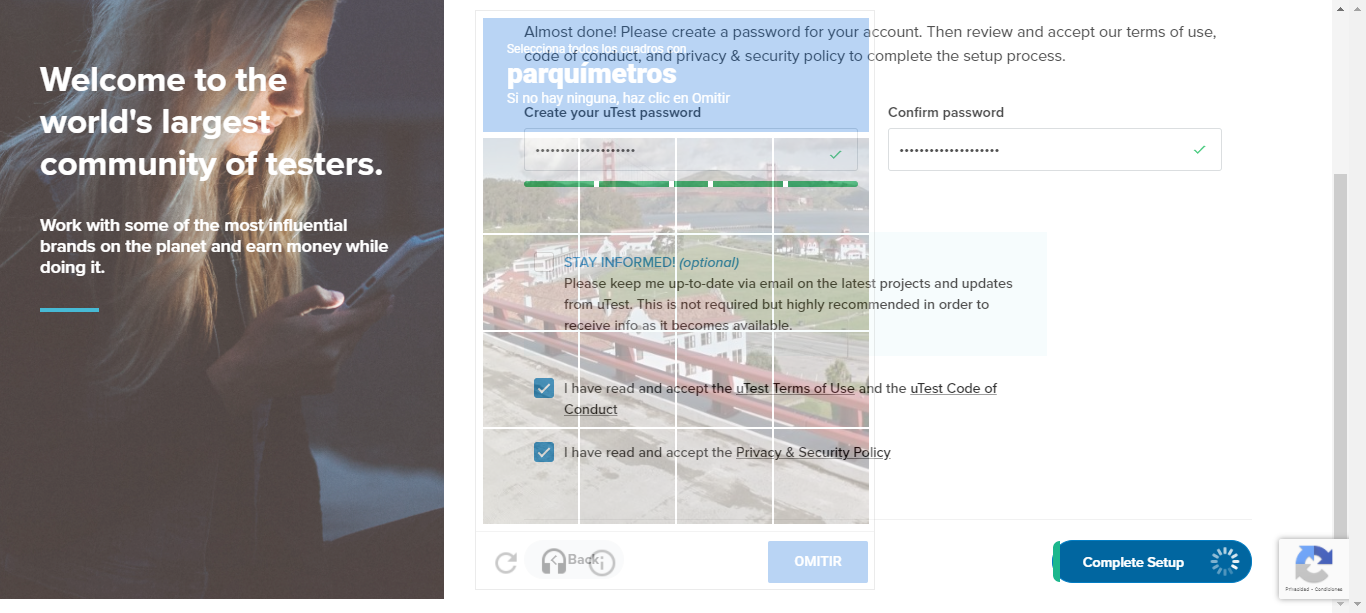 Welcome to the
world's largest
community of testers.
Work with some of the most influential
brands on the planet and earn money while
doing it.
Almost done! Please create a password for your account. Then review and accept our terms of use,
code of conduct, and privacy & security policy to complete the setup process.
Selecciona todos los cuadros con
parquímetros
Si no hay ninguna, haz clic en Omitir
Create your uTest password
Confirm password
STAY INFORMED! (optional)
Please keep me up-to-date via email on the latest projects and updates
from uTest. This is not required but highly recommended in order to
receive info as it becomes available.
I have read and accept the uTest Terms of Use and the uTest Code of
Conduct
I have read and accept the Privacy & Security Policy
Back
OMITIR
Complete Setup
Privacidad - Condiciones